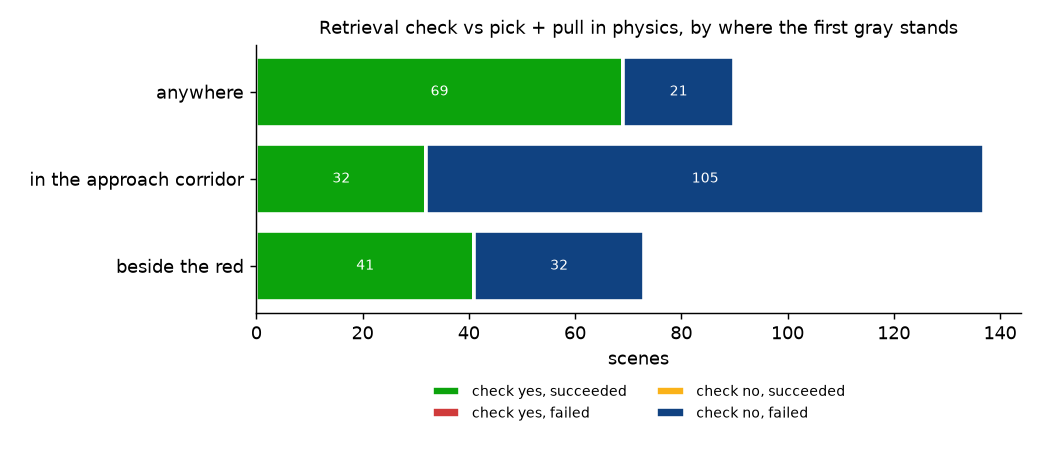 Retrieval check vs pick + pull in physics, by where the first gray stands
anywhere
69
21
in the approach corridor
32
105
beside the red
41
32
0 20 40 60 80 100 120 140
scenes
check yes, succeeded
check no, succeeded
check yes, failed
check no, failed